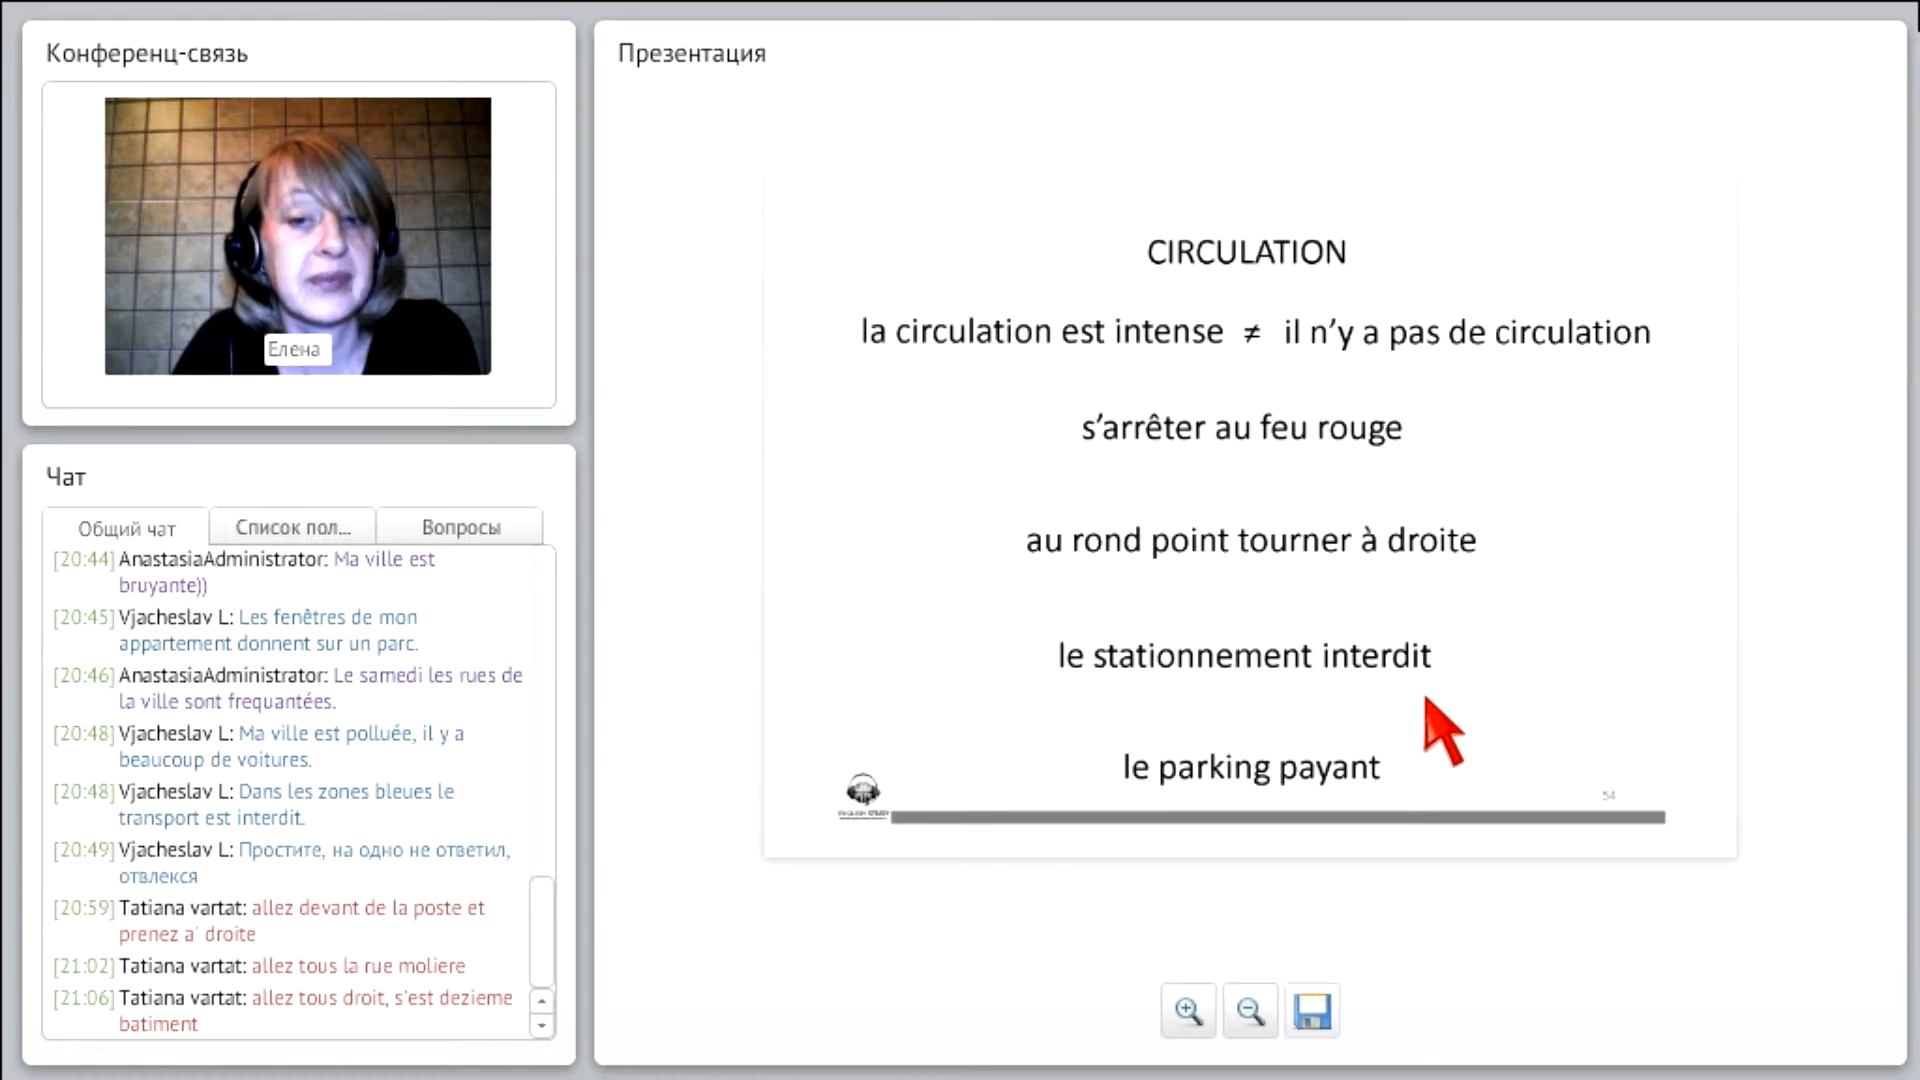 Конференц-связь
Елена
Чат
Общий чат
Список пол...
Вопросы
[20:44] AnastasiaAdministrator: Ma ville est
bruyante))
[20:45] Vjacheslav L: Les fenêtres de mon
appartement donnent sur un parc.
[20:46] AnastasiaAdministrator: Le samedi les rues de
la ville sont frequantées.
[20:48] Vjacheslav L: Ma ville est polluée, il y a
beaucoup de voitures.
[20:48] Vjacheslav L: Dans les zones bleues le
transport est interdit.
[20:49] Vjacheslav L: Простите, на одно не ответил,
отвлекся
[20:59] Tatiana vartat: allez devant de la poste et
prenez a' droite
[21:02] Tatiana vartat: allez tous la rue moliere
[21:06] Tatiana vartat: allez tous droit, s'est dezieme
batiment
Презентация
CIRCULATION
la circulation est intense ≠ il n’y a pas de circulation
s’arrêter au feu rouge
au rond point tourner à droite
le stationnement interdit
le parking payant
ENGLISH STUDY
54